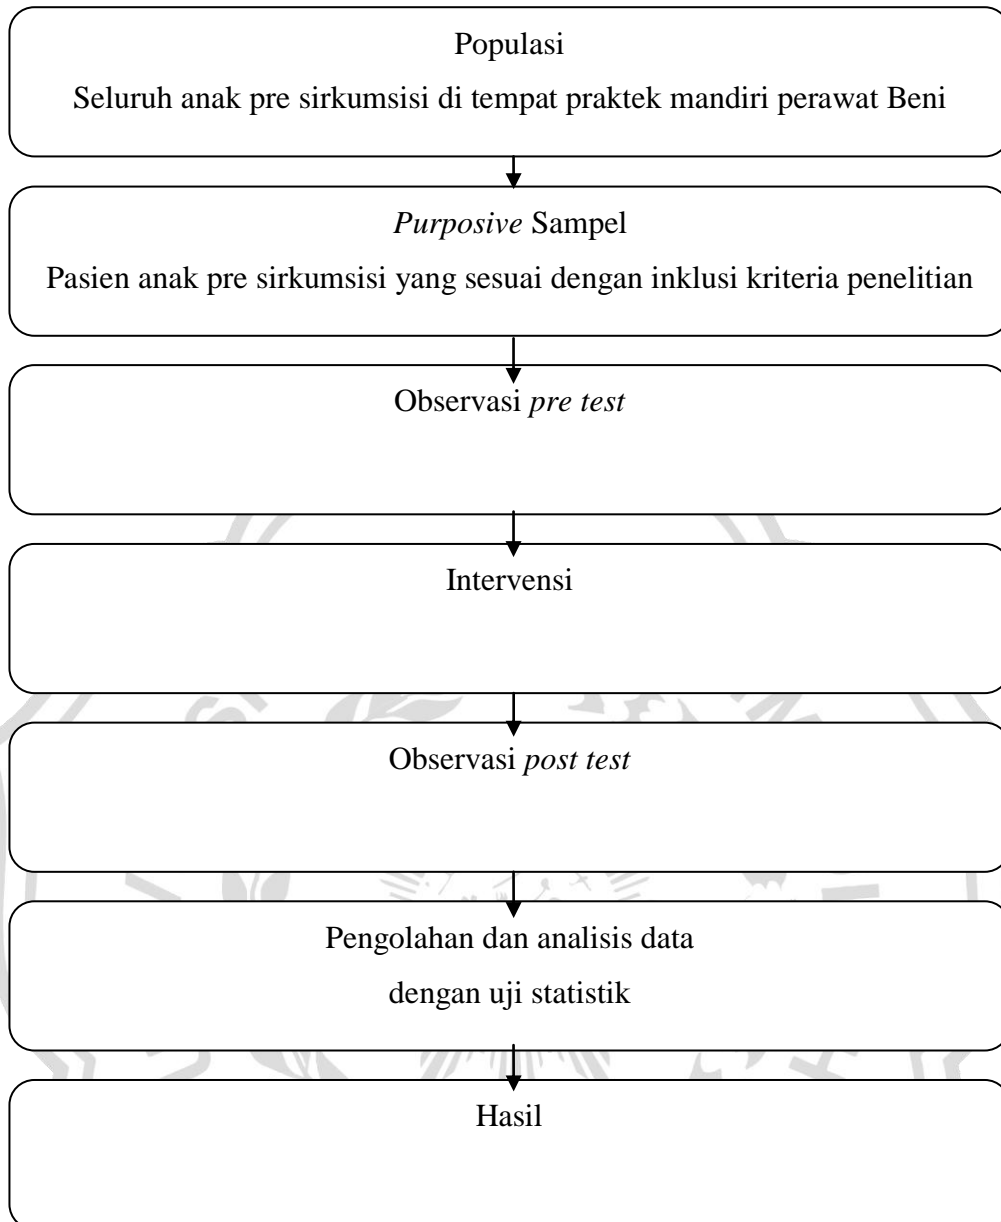 Populasi
Seluruh anak pre sirkumsisi di tempat praktek mandiri perawat Beni
Purposive Sampel
Pasien anak pre sirkumsisi yang sesuai dengan inklusi kriteria penelitian
Observasi pre test
Intervensi
Observasi post test
Pengolahan dan analisis data
dengan uji statistik
Hasil